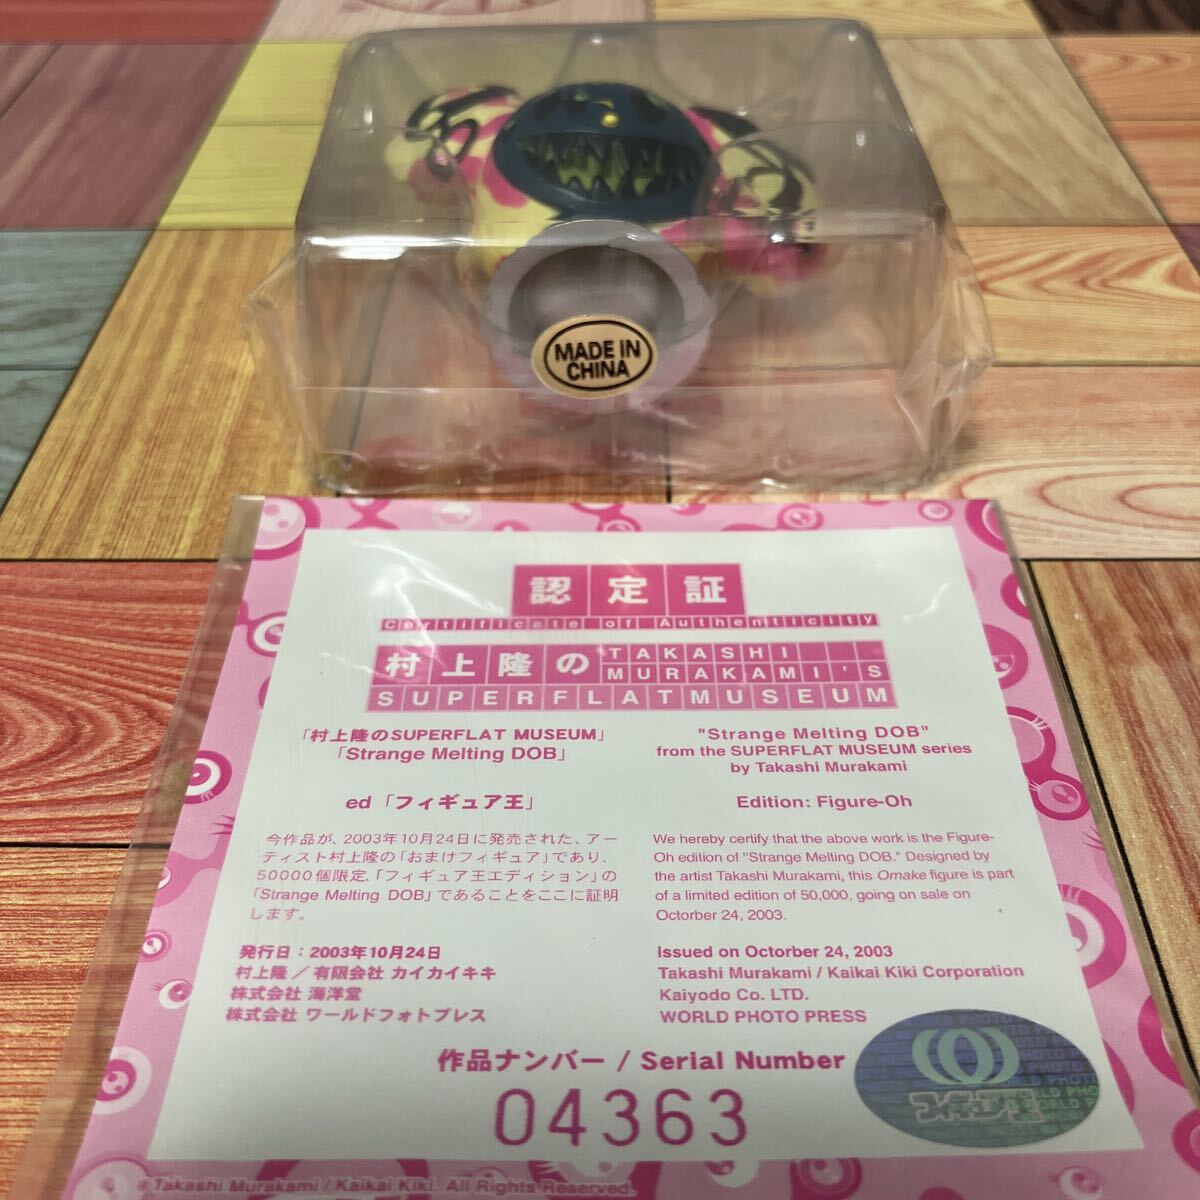 MADE IN
CHINA
認定証
Certificate of Authenticity
村上隆の TAKASHI MURAKAMI'S
SUPERFLATMUSEUM
「村上隆のSUPERFLAT MUSEUM」
「Strange Melting DOB」
ed「フィギュア王」
今作品が、2003年10月24日に発売された、アー
ティスト村上隆の「おまけフィギュア」であり、
50000個限定、「フィギュア王エディション」の
「Strange Melting DOB」であることをここに証明
します。
発行日：2003年10月24日
村上隆／有限会社 カイカイキキ
株式会社 海洋堂
株式会社 ワールドフォトプレス
"Strange Melting DOB"
from the SUPERFLAT MUSEUM series
by Takashi Murakami
Edition: Figure-Oh
We hereby certify that the above work is the Figure-
Oh edition of "Strange Melting DOB." Designed by
the artist Takashi Murakami, this Omake figure is part
of a limited edition of 50,000, going on sale on
Octorber 24, 2003.
Issued on Octorber 24, 2003
Takashi Murakami / Kaikai Kiki Corporation
Kaiyodo Co. LTD.
WORLD PHOTO PRESS
作品ナンバー / Serial Number
04363
フィギュア王
©Takashi Murakami / Kaikai Kiki. All Rights Reserved.